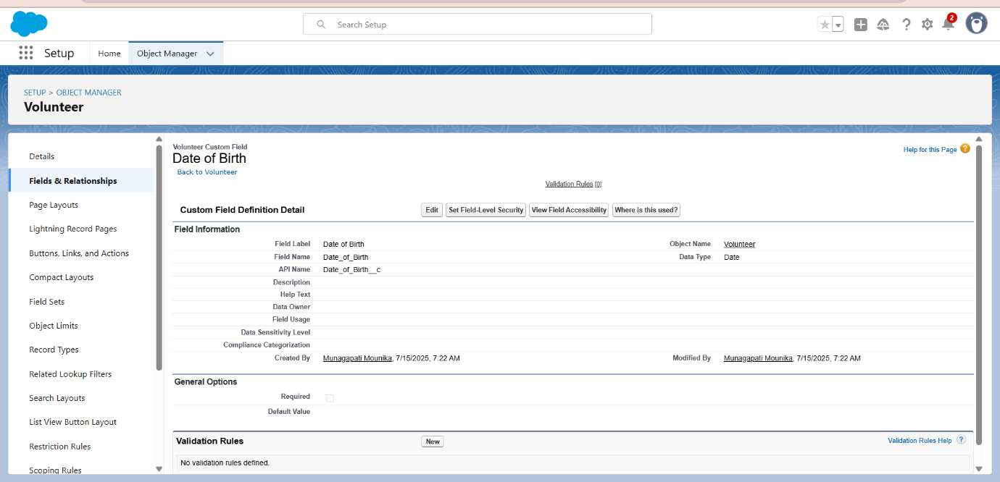 Search Setup
2
Setup
Home
Object Manager
SETUP > OBJECT MANAGER
Volunteer
Details
Fields & Relationships
Page Layouts
Lightning Record Pages
Buttons, Links, and Actions
Compact Layouts
Field Sets
Object Limits
Record Types
Related Lookup Filters
Search Layouts
List View Button Layout
Restriction Rules
Scoping Rules
Volunteer Custom Field
Date of Birth
Back to Volunteer
Help for this Page ?
Validation Rules [0]
Custom Field Definition Detail
Edit
Set Field-Level Security
View Field Accessibility
Where is this used?
Field Information
Field Label Date of Birth Object Name Volunteer
Field Name Date_of_Birth Data Type Date
API Name Date_of_Birth__c
Description
Help Text
Data Owner
Field Usage
Data Sensitivity Level
Compliance Categorization
Created By Munagapati Mounika, 7/15/2025, 7:22 AM Modified By Munagapati Mounika, 7/15/2025, 7:22 AM
General Options
Required
Default Value
Validation Rules
New
Validation Rules Help ?
No validation rules defined.